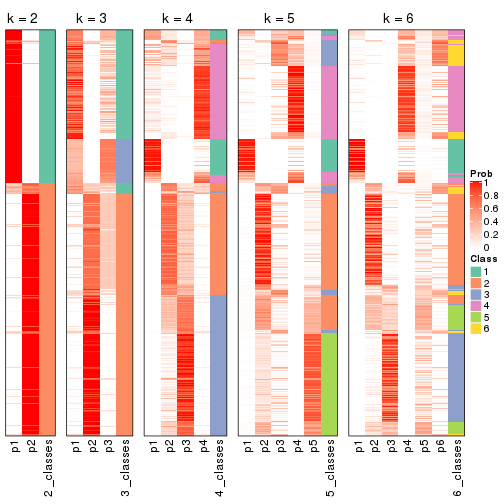 k = 2
k = 3
k = 4
k = 5
k = 6
Prob
1
0.8
0.6
0.4
0.2
0
Class
1
2
3
4
5
6
p1
p2
2_classes
p1
p2
p3
3_classes
p1
p2
p3
p4
4_classes
p1
p2
p3
p4
p5
5_classes
p1
p2
p3
p4
p5
p6
6_classes